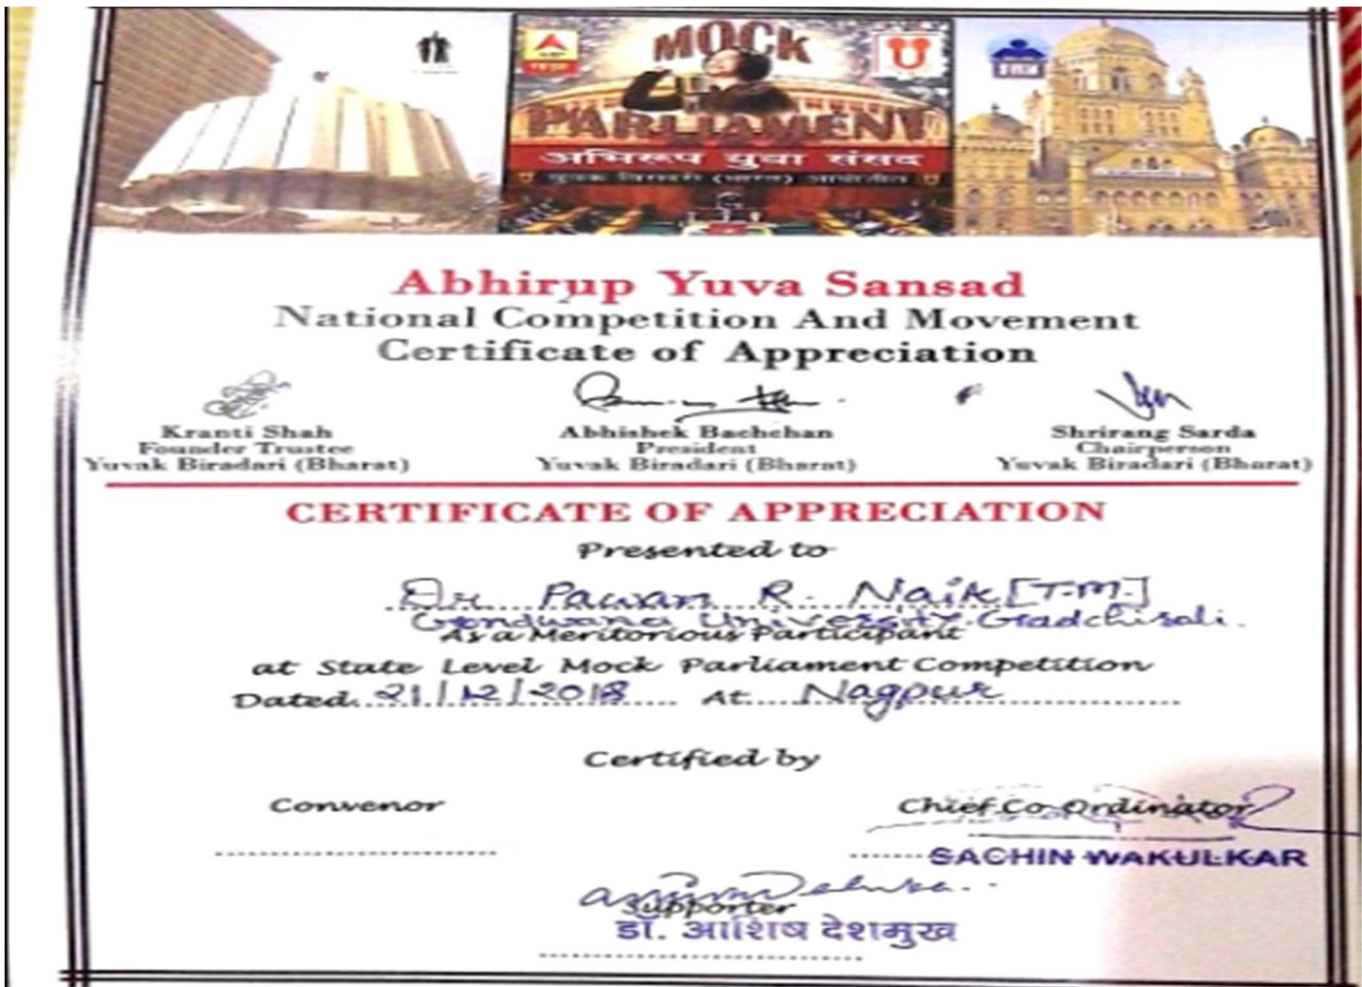 MOCK
PARLIAMENT
अभिरूप युवा संसद
Abhirup Yuva Sansad
National Competition And Movement
Certificate of Appreciation
Kranti Shah
Founder Trustee
Yuvak Biradari (Bharat)
Abhishek Bachchan
President
Yuvak Biradari (Bharat)
Shrirang Sarda
Chairperson
Yuvak Biradari (Bharat)
CERTIFICATE OF APPRECIATION
Presented to
Dr. Pawan R. Naik [T.M.]
Gondwana University Gadchiroli.
As a Meritorious Participant
at State Level Mock Parliament Competition
Dated 21/12/2018 At Nagpur
Certified by
Convenor
Chief Co Ordinator
SACHIN WAKULKAR
Supporter
डॉ. आशिष देशमुख